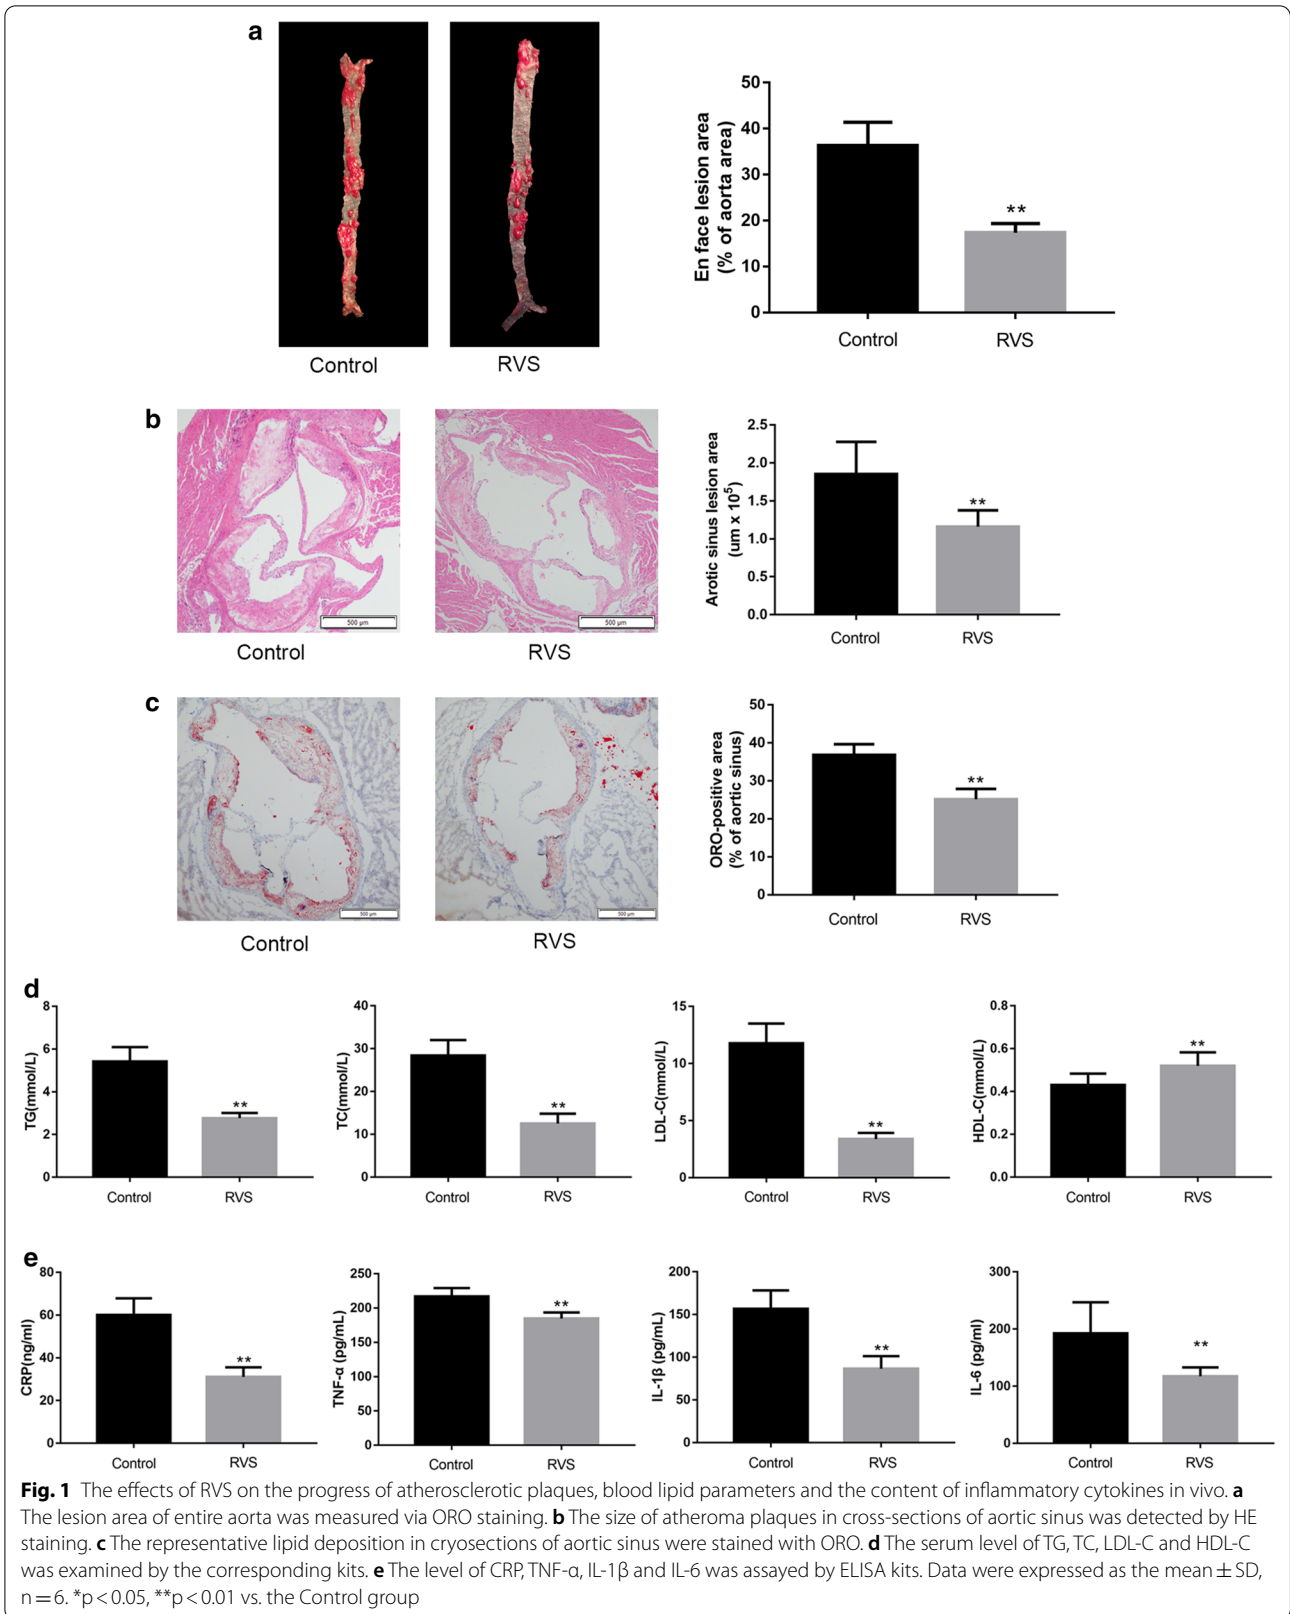 a
Control
RVS
En face lesion area
(% of aorta area)
50
40
30
20
10
0
**
Control
RVS
b
500 µm
500 µm
Control
RVS
Arotic sinus lesion area
(um x 10⁵)
2.5
2.0
1.5
1.0
0.5
0.0
**
Control
RVS
c
500 µm
500 µm
Control
RVS
ORO-positive area
(% of aortic sinus)
50
40
30
20
10
0
**
Control
RVS
d
TG(mmol/L)
8
6
4
2
0
**
Control
RVS
TC(mmol/L)
40
30
20
10
0
**
Control
RVS
LDL-C(mmol/L)
15
10
5
0
**
Control
RVS
HDL-C(mmol/L)
0.8
0.6
0.4
0.2
0.0
**
Control
RVS
e
CRP(ng/ml)
80
60
40
20
0
**
Control
RVS
TNF-α (pg/mL)
250
200
150
100
50
0
**
Control
RVS
IL-1β (pg/mL)
200
150
100
50
0
**
Control
RVS
IL-6 (pg/ml)
300
200
100
0
**
Control
RVS
Fig. 1 The effects of RVS on the progress of atherosclerotic plaques, blood lipid parameters and the content of inflammatory cytokines in vivo. a
The lesion area of entire aorta was measured via ORO staining. b The size of atheroma plaques in cross-sections of aortic sinus was detected by HE
staining. c The representative lipid deposition in cryosections of aortic sinus were stained with ORO. d The serum level of TG, TC, LDL-C and HDL-C
was examined by the corresponding kits. e The level of CRP, TNF-α, IL-1β and IL-6 was assayed by ELISA kits. Data were expressed as the mean ± SD,
n = 6. *p < 0.05, **p < 0.01 vs. the Control group